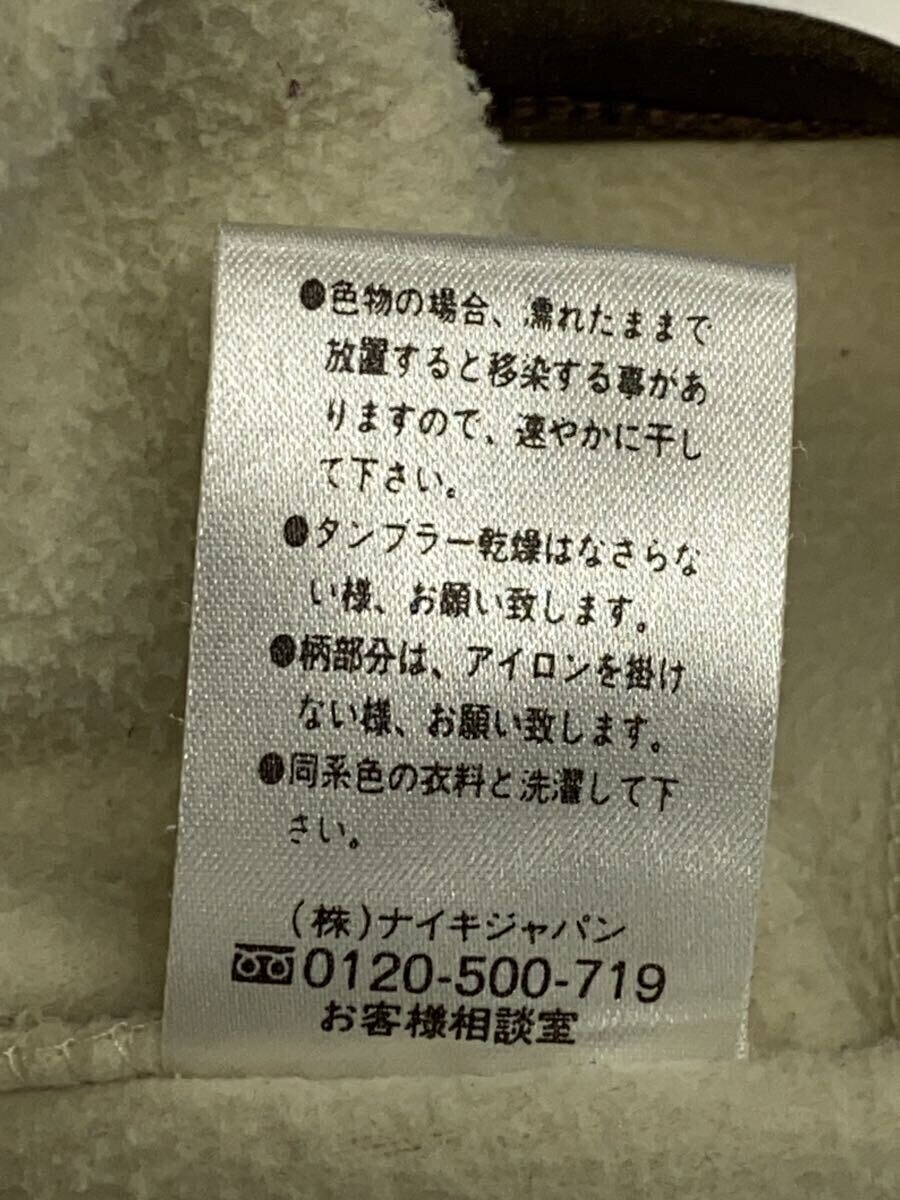 ●色物の場合、濡れたままで
放置すると移染する事があ
りますので、速やかに干し
て下さい。
●タンブラー乾燥はなさらな
い様、お願い致します。
●柄部分は、アイロンを掛け
ない様、お願い致します。
●同系色の衣料と洗濯して下
さい。
(株)ナイキジャパン
0120-500-719
お客様相談室